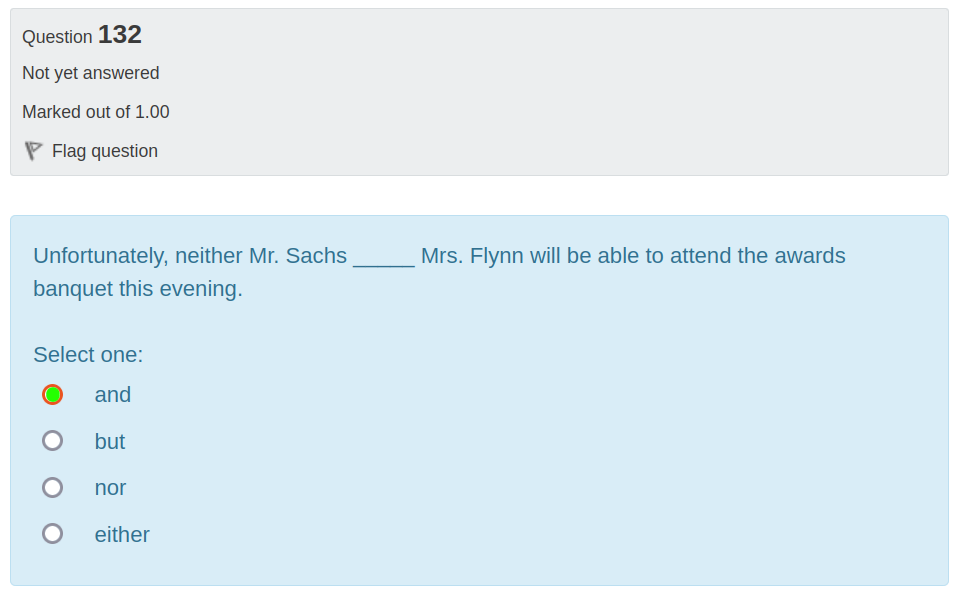 Question 132
Not yet answered
Marked out of 1.00
Flag question
Unfortunately, neither Mr. Sachs _____ Mrs. Flynn will be able to attend the awards
banquet this evening.
Select one:
and
but
nor
either